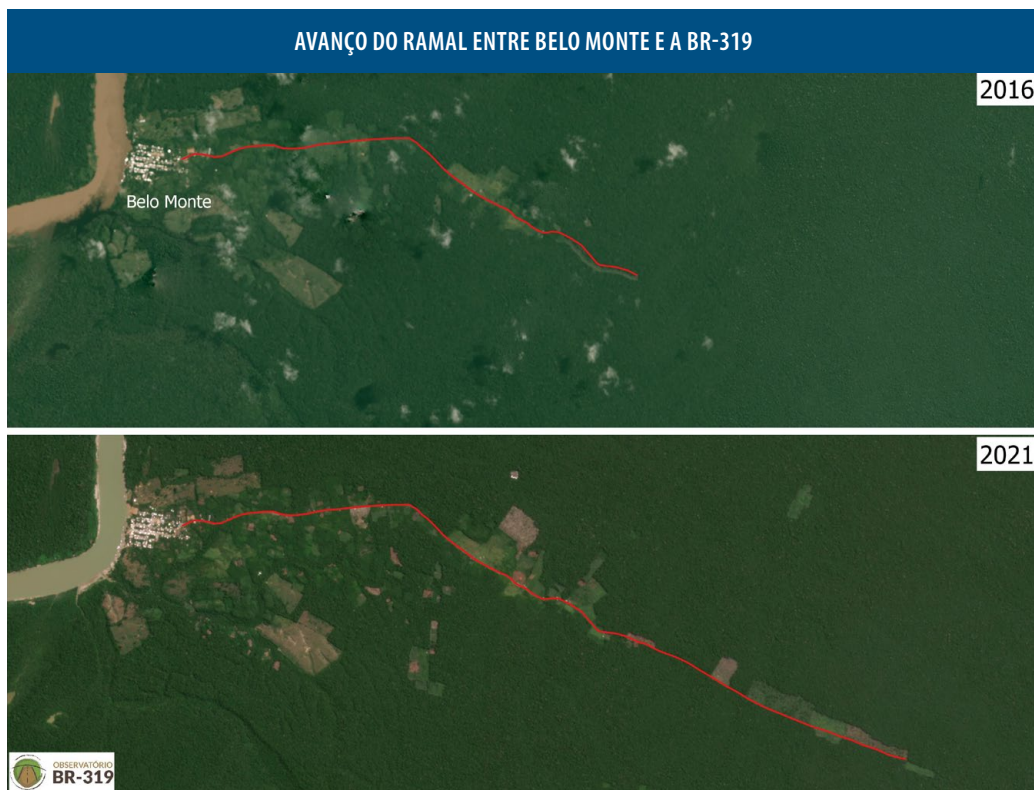 AVANÇO DO RAMAL ENTRE BELO MONTE E A BR-319
2016
Belo Monte
2021
OBSERVATÓRIO
BR-319